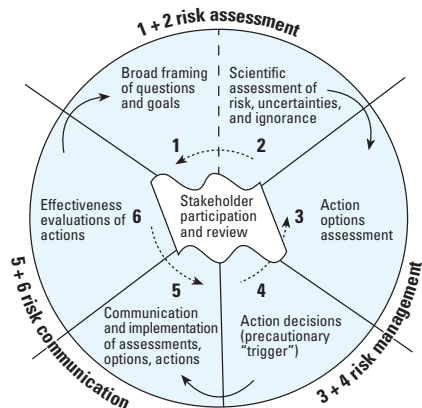 1 + 2 risk assessment
Broad framing
of questions
and goals
1
Scientific
assessment of
risk, uncertainties,
and ignorance
2
3
Action
options
assessment
3 + 4 risk management
4
Action decisions
(precautionary
“trigger”)
5
Communication
and implementation
of assessments,
options, actions
5 + 6 risk communication
Effectiveness
evaluations of
actions
6
Stakeholder
participation
and review